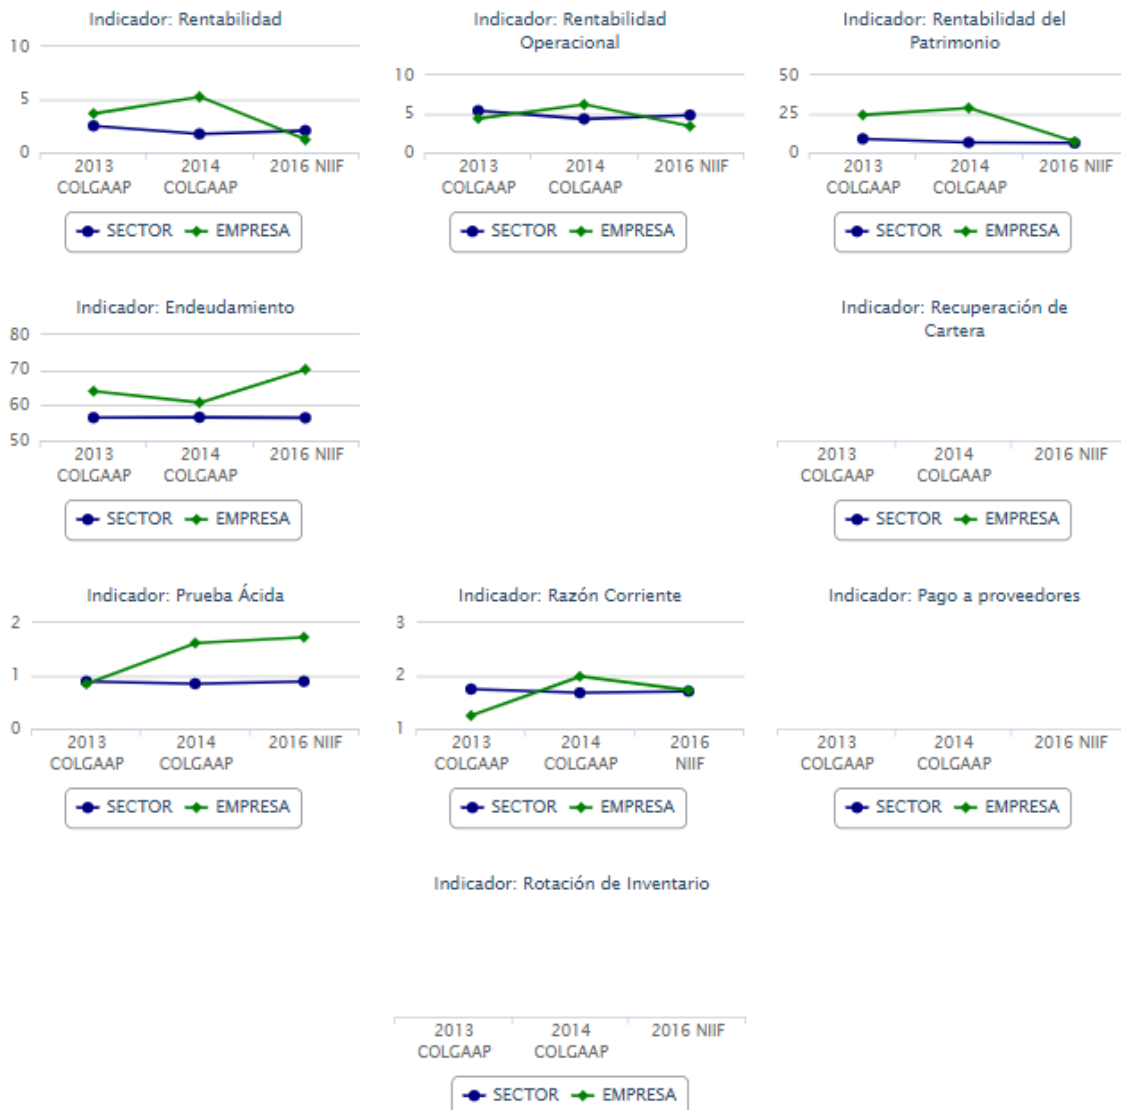 Indicador: Rentabilidad
10
5
0
2013
COLGAAP
2014
COLGAAP
2016 NIIF
SECTOR EMPRESA
Indicador: Rentabilidad
Operacional
10
5
0
2013
COLGAAP
2014
COLGAAP
2016 NIIF
SECTOR EMPRESA
Indicador: Rentabilidad del
Patrimonio
50
25
0
2013
COLGAAP
2014
COLGAAP
2016 NIIF
SECTOR EMPRESA
Indicador: Endeudamiento
80
70
60
50
2013
COLGAAP
2014
COLGAAP
2016 NIIF
SECTOR EMPRESA
Indicador: Recuperación de
Cartera
2013
COLGAAP
2014
COLGAAP
2016 NIIF
SECTOR EMPRESA
Indicador: Prueba Ácida
2
1
0
2013
COLGAAP
2014
COLGAAP
2016 NIIF
SECTOR EMPRESA
Indicador: Razón Corriente
3
2
1
2013
COLGAAP
2014
COLGAAP
2016
NIIF
SECTOR EMPRESA
Indicador: Pago a proveedores
2013
COLGAAP
2014
COLGAAP
2016 NIIF
SECTOR EMPRESA
Indicador: Rotación de Inventario
2013
COLGAAP
2014
COLGAAP
2016 NIIF
SECTOR EMPRESA